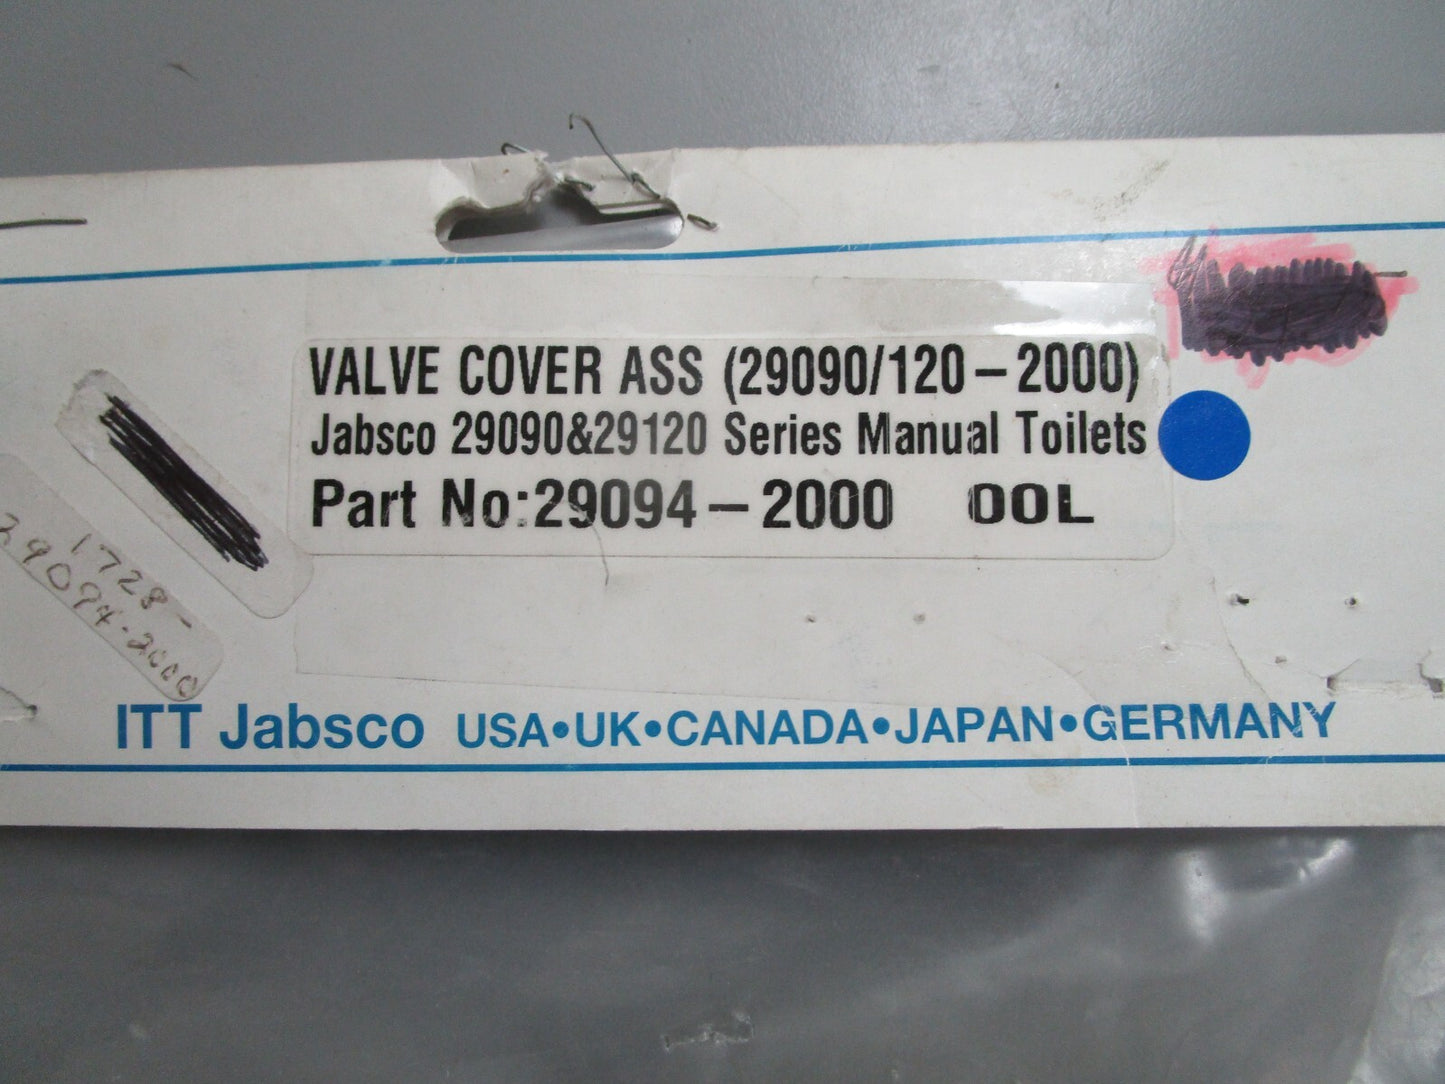 VALVE COVER ASS (29090/120-2000)
Jabsco 29090&29120 Series Manual Toilets
Part No:29094-2000 00L
1728-
29094-2000
ITT Jabsco USA•UK•CANADA•JAPAN•GERMANY